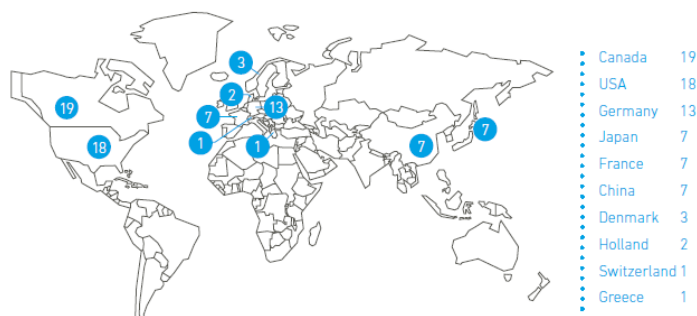 3
2
19
7
13
1
18
1
7
7
Canada 19
USA 18
Germany 13
Japan 7
France 7
China 7
Denmark 3
Holland 2
Switzerland 1
Greece 1